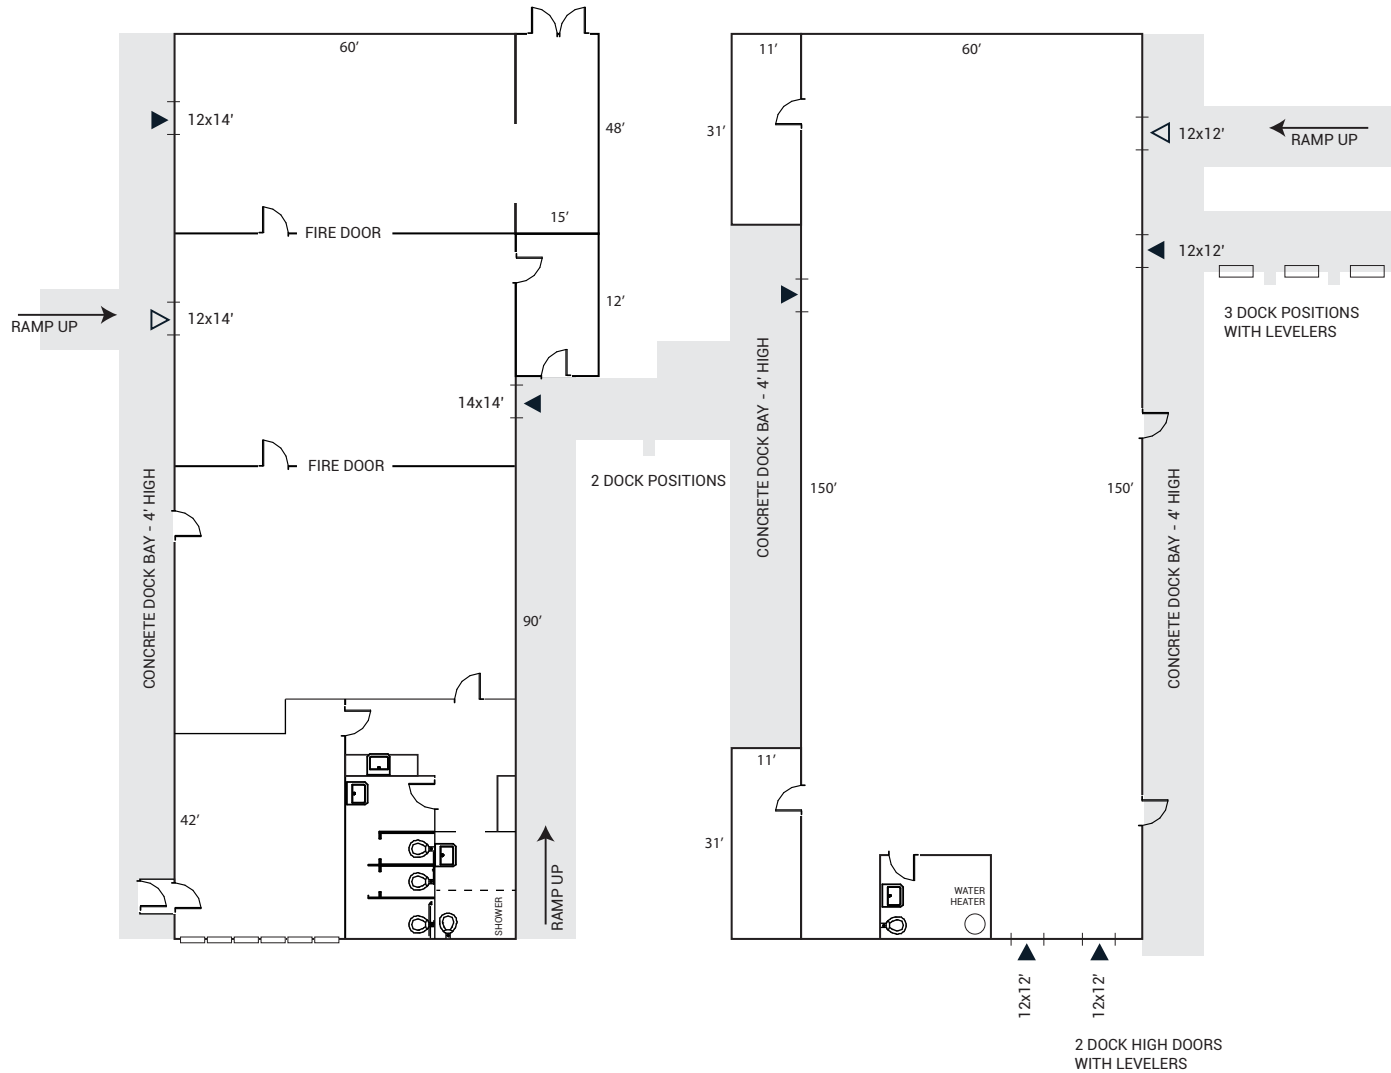 60’
12x14’
48’
15’
FIRE DOOR
12’
RAMP UP
12x14’
14x14’
FIRE DOOR
CONCRETE DOCK BAY - 4’ HIGH
90’
42’
SHOWER
RAMP UP
2 DOCK POSITIONS
11’
60’
31’
12x12’
RAMP UP
12x12’
3 DOCK POSITIONS
WITH LEVELERS
CONCRETE DOCK BAY - 4’ HIGH
150’
150’
CONCRETE DOCK BAY - 4’ HIGH
11’
31’
WATER
HEATER
12x12’
12x12’
2 DOCK HIGH DOORS
WITH LEVELERS